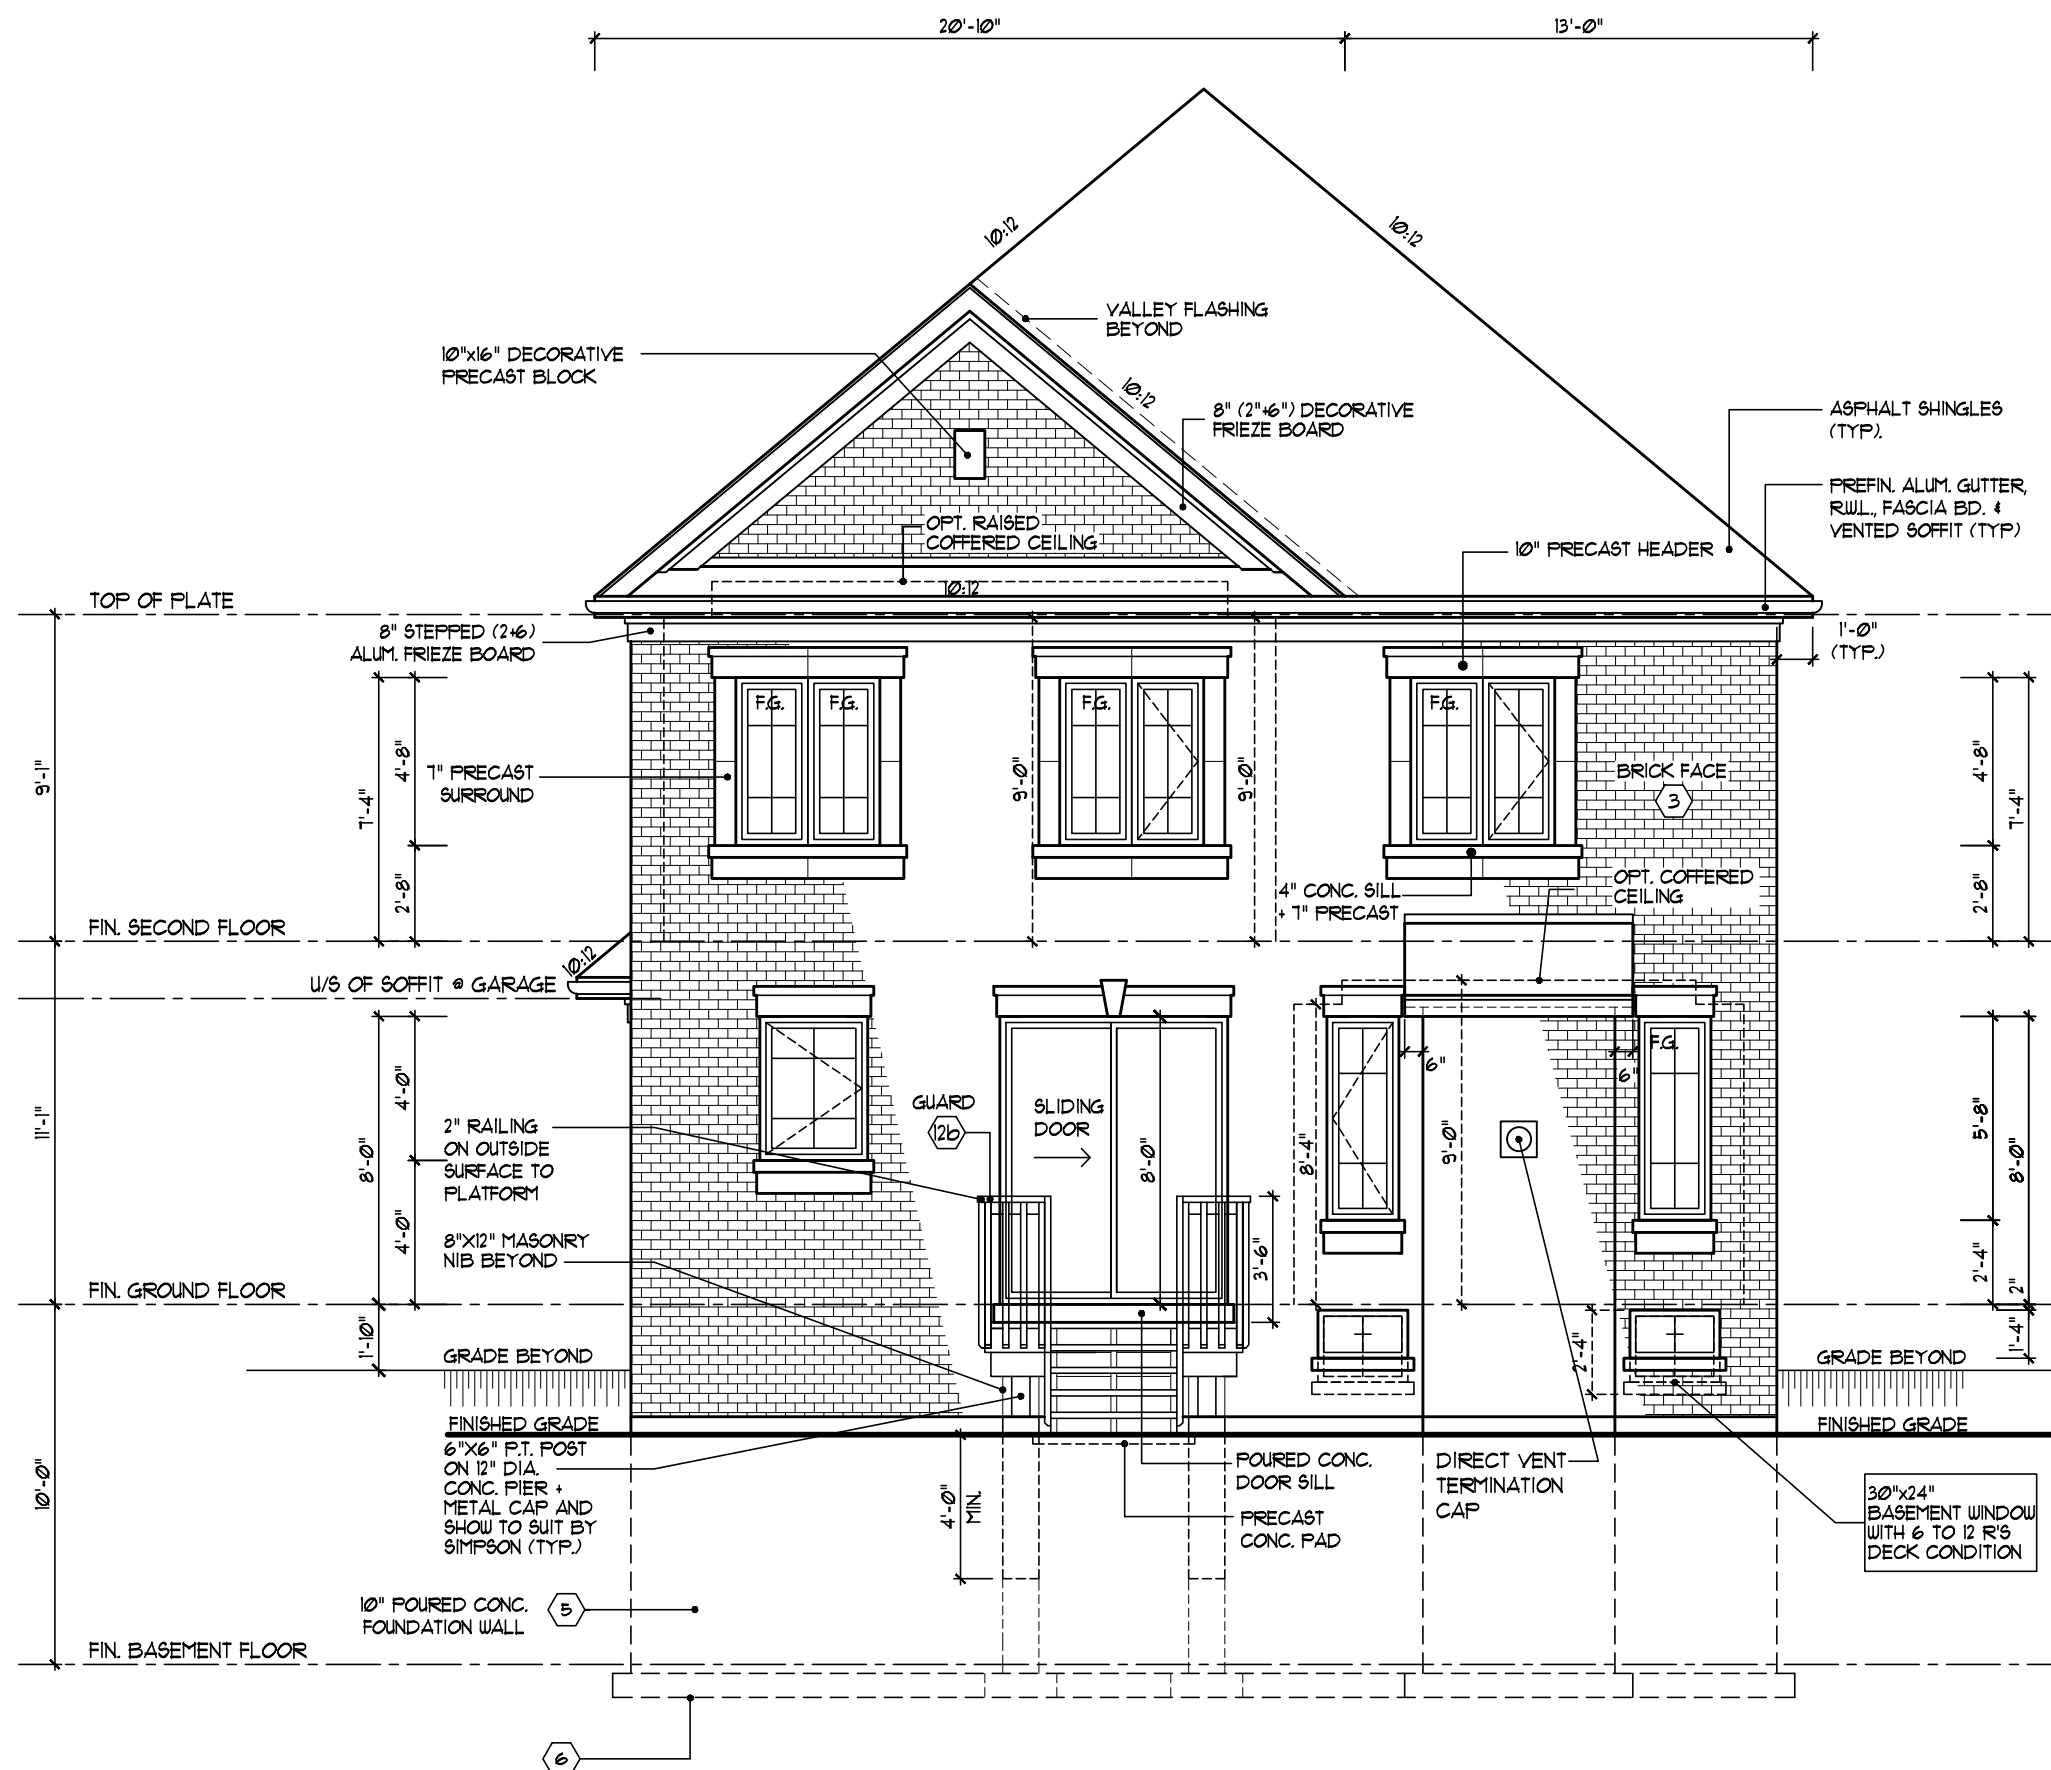 20'-10"
13'-0"
10:12
10:12
VALLEY FLASHING
BEYOND
10"x16" DECORATIVE
PRECAST BLOCK
10:12
8" (2"+6") DECORATIVE
FRIEZE BOARD
ASPHALT SHINGLES
(TYP).
PREFIN. ALUM. GUTTER,
R.W.L., FASCIA BD. &
VENTED SOFFIT (TYP)
OPT. RAISED
COFFERED CEILING
10" PRECAST HEADER
10:12
TOP OF PLATE
8" STEPPED (2+6)
ALUM. FRIEZE BOARD
1'-0"
(TYP.)
F.G.
F.G.
F.G.
F.G.
9'-1"
7'-4"
4'-8"
2'-8"
7" PRECAST
SURROUND
9'-0"
9'-0"
BRICK FACE
3
4'-8"
7'-4"
2'-8"
OPT. COFFERED
CEILING
4" CONC. SILL
+ 7" PRECAST
FIN. SECOND FLOOR
10:12
U/S OF SOFFIT @ GARAGE
11'-1"
8'-0"
4'-0"
4'-0"
F.G.
6"
6"
GUARD
12b
SLIDING
DOOR
8'-0"
8'-4"
9'-0"
5'-8"
8'-0"
2'-4"
2"
2" RAILING
ON OUTSIDE
SURFACE TO
PLATFORM
8"X12" MASONRY
NIB BEYOND
3'-6"
FIN. GROUND FLOOR
1'-10"
2'-4"
1'-4"
GRADE BEYOND
GRADE BEYOND
FINISHED GRADE
FINISHED GRADE
6"X6" P.T. POST
ON 12" DIA.
CONC. PIER +
METAL CAP AND
SHOW TO SUIT BY
SIMPSON (TYP.)
10'-0"
4'-0"
MIN.
POURED CONC.
DOOR SILL
PRECAST
CONC. PAD
DIRECT VENT
TERMINATION
CAP
30"x24"
BASEMENT WINDOW
WITH 6 TO 12 R'S
DECK CONDITION
10" POURED CONC.
FOUNDATION WALL
5
FIN. BASEMENT FLOOR
6